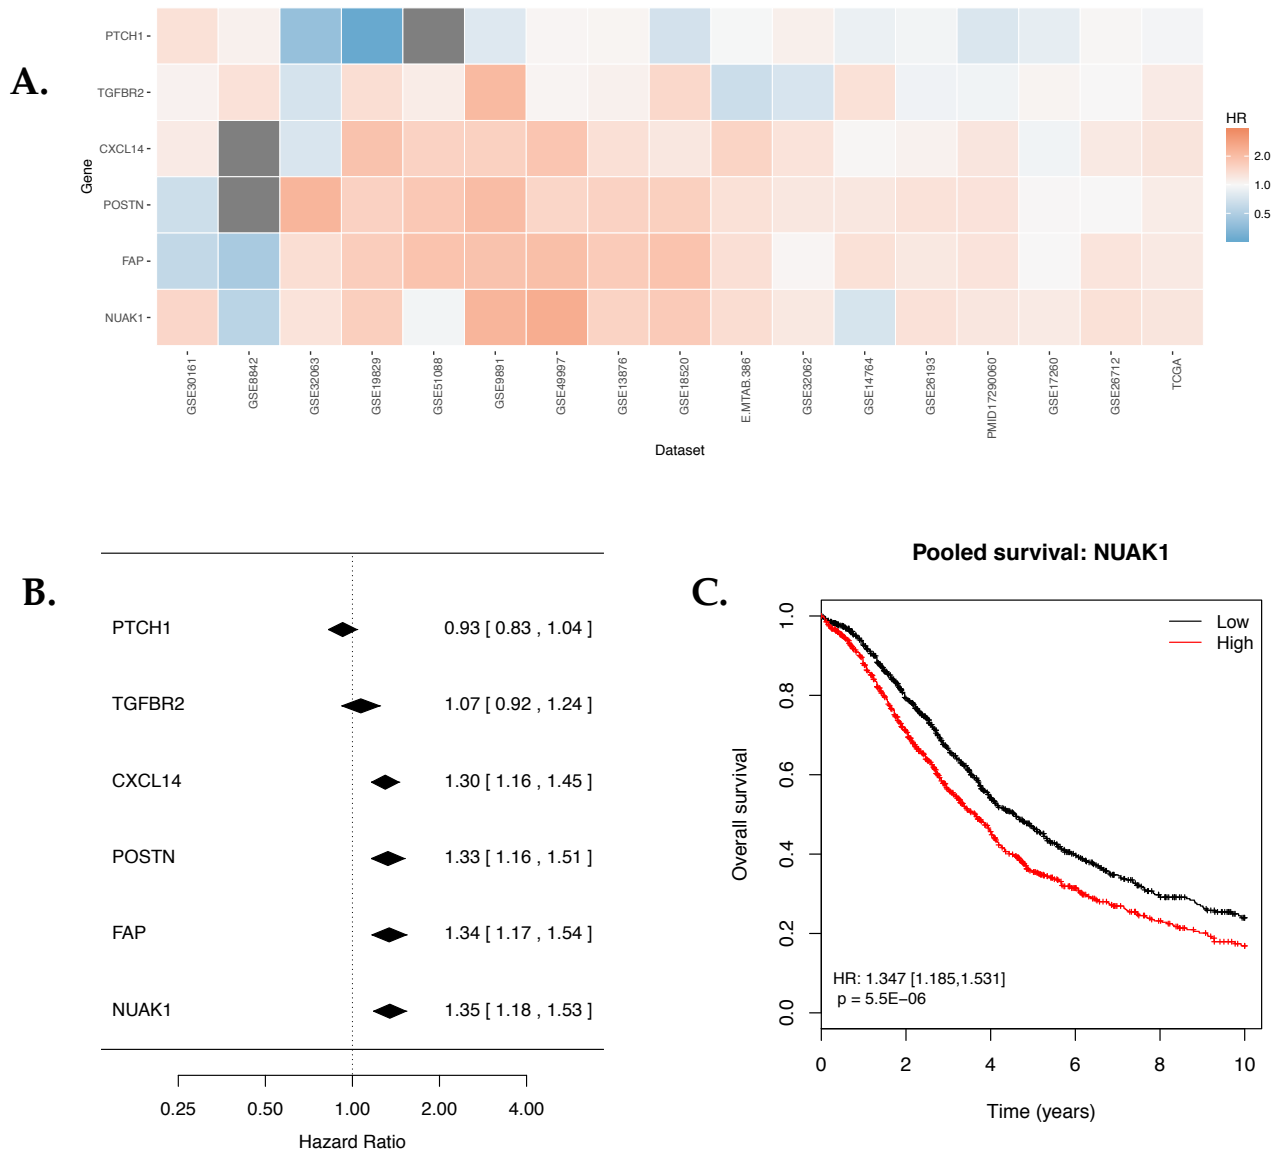 A.
Gene
PTCH1
TGFBR2
CXCL14
POSTN
FAP
NUAK1
GSE30161
GSE8842
GSE32063
GSE19829
GSE51088
GSE9891
GSE49997
GSE13876
GSE18520
E.MTAB.386
GSE32062
GSE14764
GSE26193
PMID17290060
GSE17260
GSE26712
TCGA
Dataset
HR
2.0
1.0
0.5
B.
PTCH1 0.93 [ 0.83 , 1.04 ]
TGFBR2 1.07 [ 0.92 , 1.24 ]
CXCL14 1.30 [ 1.16 , 1.45 ]
POSTN 1.33 [ 1.16 , 1.51 ]
FAP 1.34 [ 1.17 , 1.54 ]
NUAK1 1.35 [ 1.18 , 1.53 ]
0.25 0.50 1.00 2.00 4.00
Hazard Ratio
C.
Pooled survival: NUAK1
Low
High
Overall survival
1.0
0.8
0.6
0.4
0.2
0.0
HR: 1.347 [1.185,1.531]
p = 5.5E−06
0 2 4 6 8 10
Time (years)